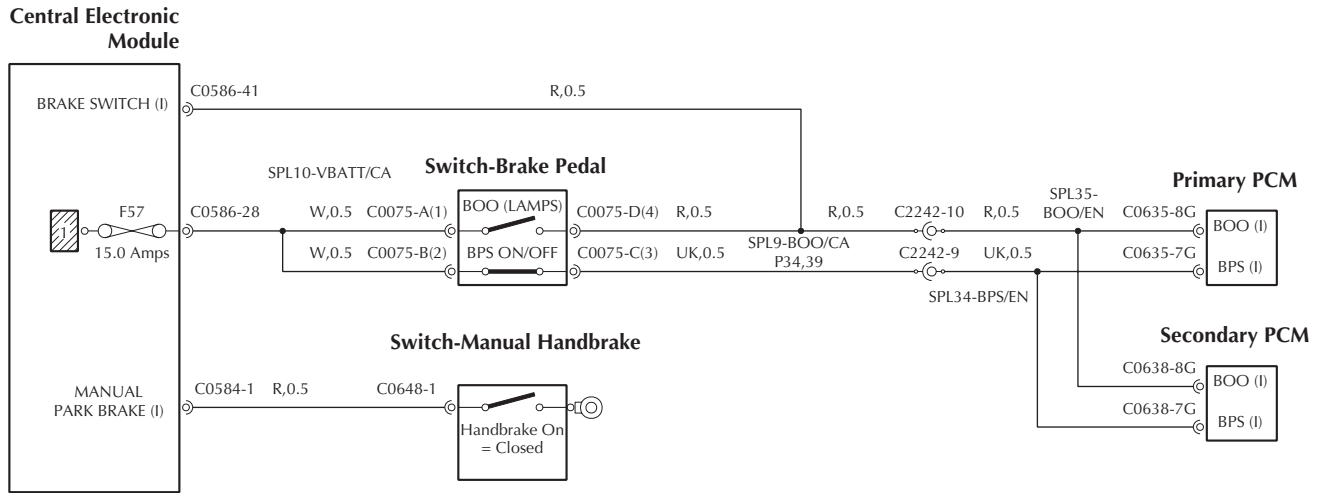 Central Electronic
Module
BRAKE SWITCH (I)
C0586-41
R,0.5
SPL10-VBATT/CA
Switch-Brake Pedal
1
F57
15.0 Amps
C0586-28
W,0.5
C0075-A(1)
BOO (LAMPS)
C0075-D(4)
R,0.5
R,0.5
C2242-10
R,0.5
SPL35-
BOO/EN
C0635-8G
Primary PCM
BOO (I)
W,0.5
C0075-B(2)
BPS ON/OFF
C0075-C(3)
UK,0.5
SPL9-BOO/CA
P34,39
C2242-9
UK,0.5
C0635-7G
BPS (I)
SPL34-BPS/EN
Switch-Manual Handbrake
Secondary PCM
C0638-8G
BOO (I)
C0638-7G
BPS (I)
MANUAL
PARK BRAKE (I)
C0584-1
R,0.5
C0648-1
Handbrake On
= Closed